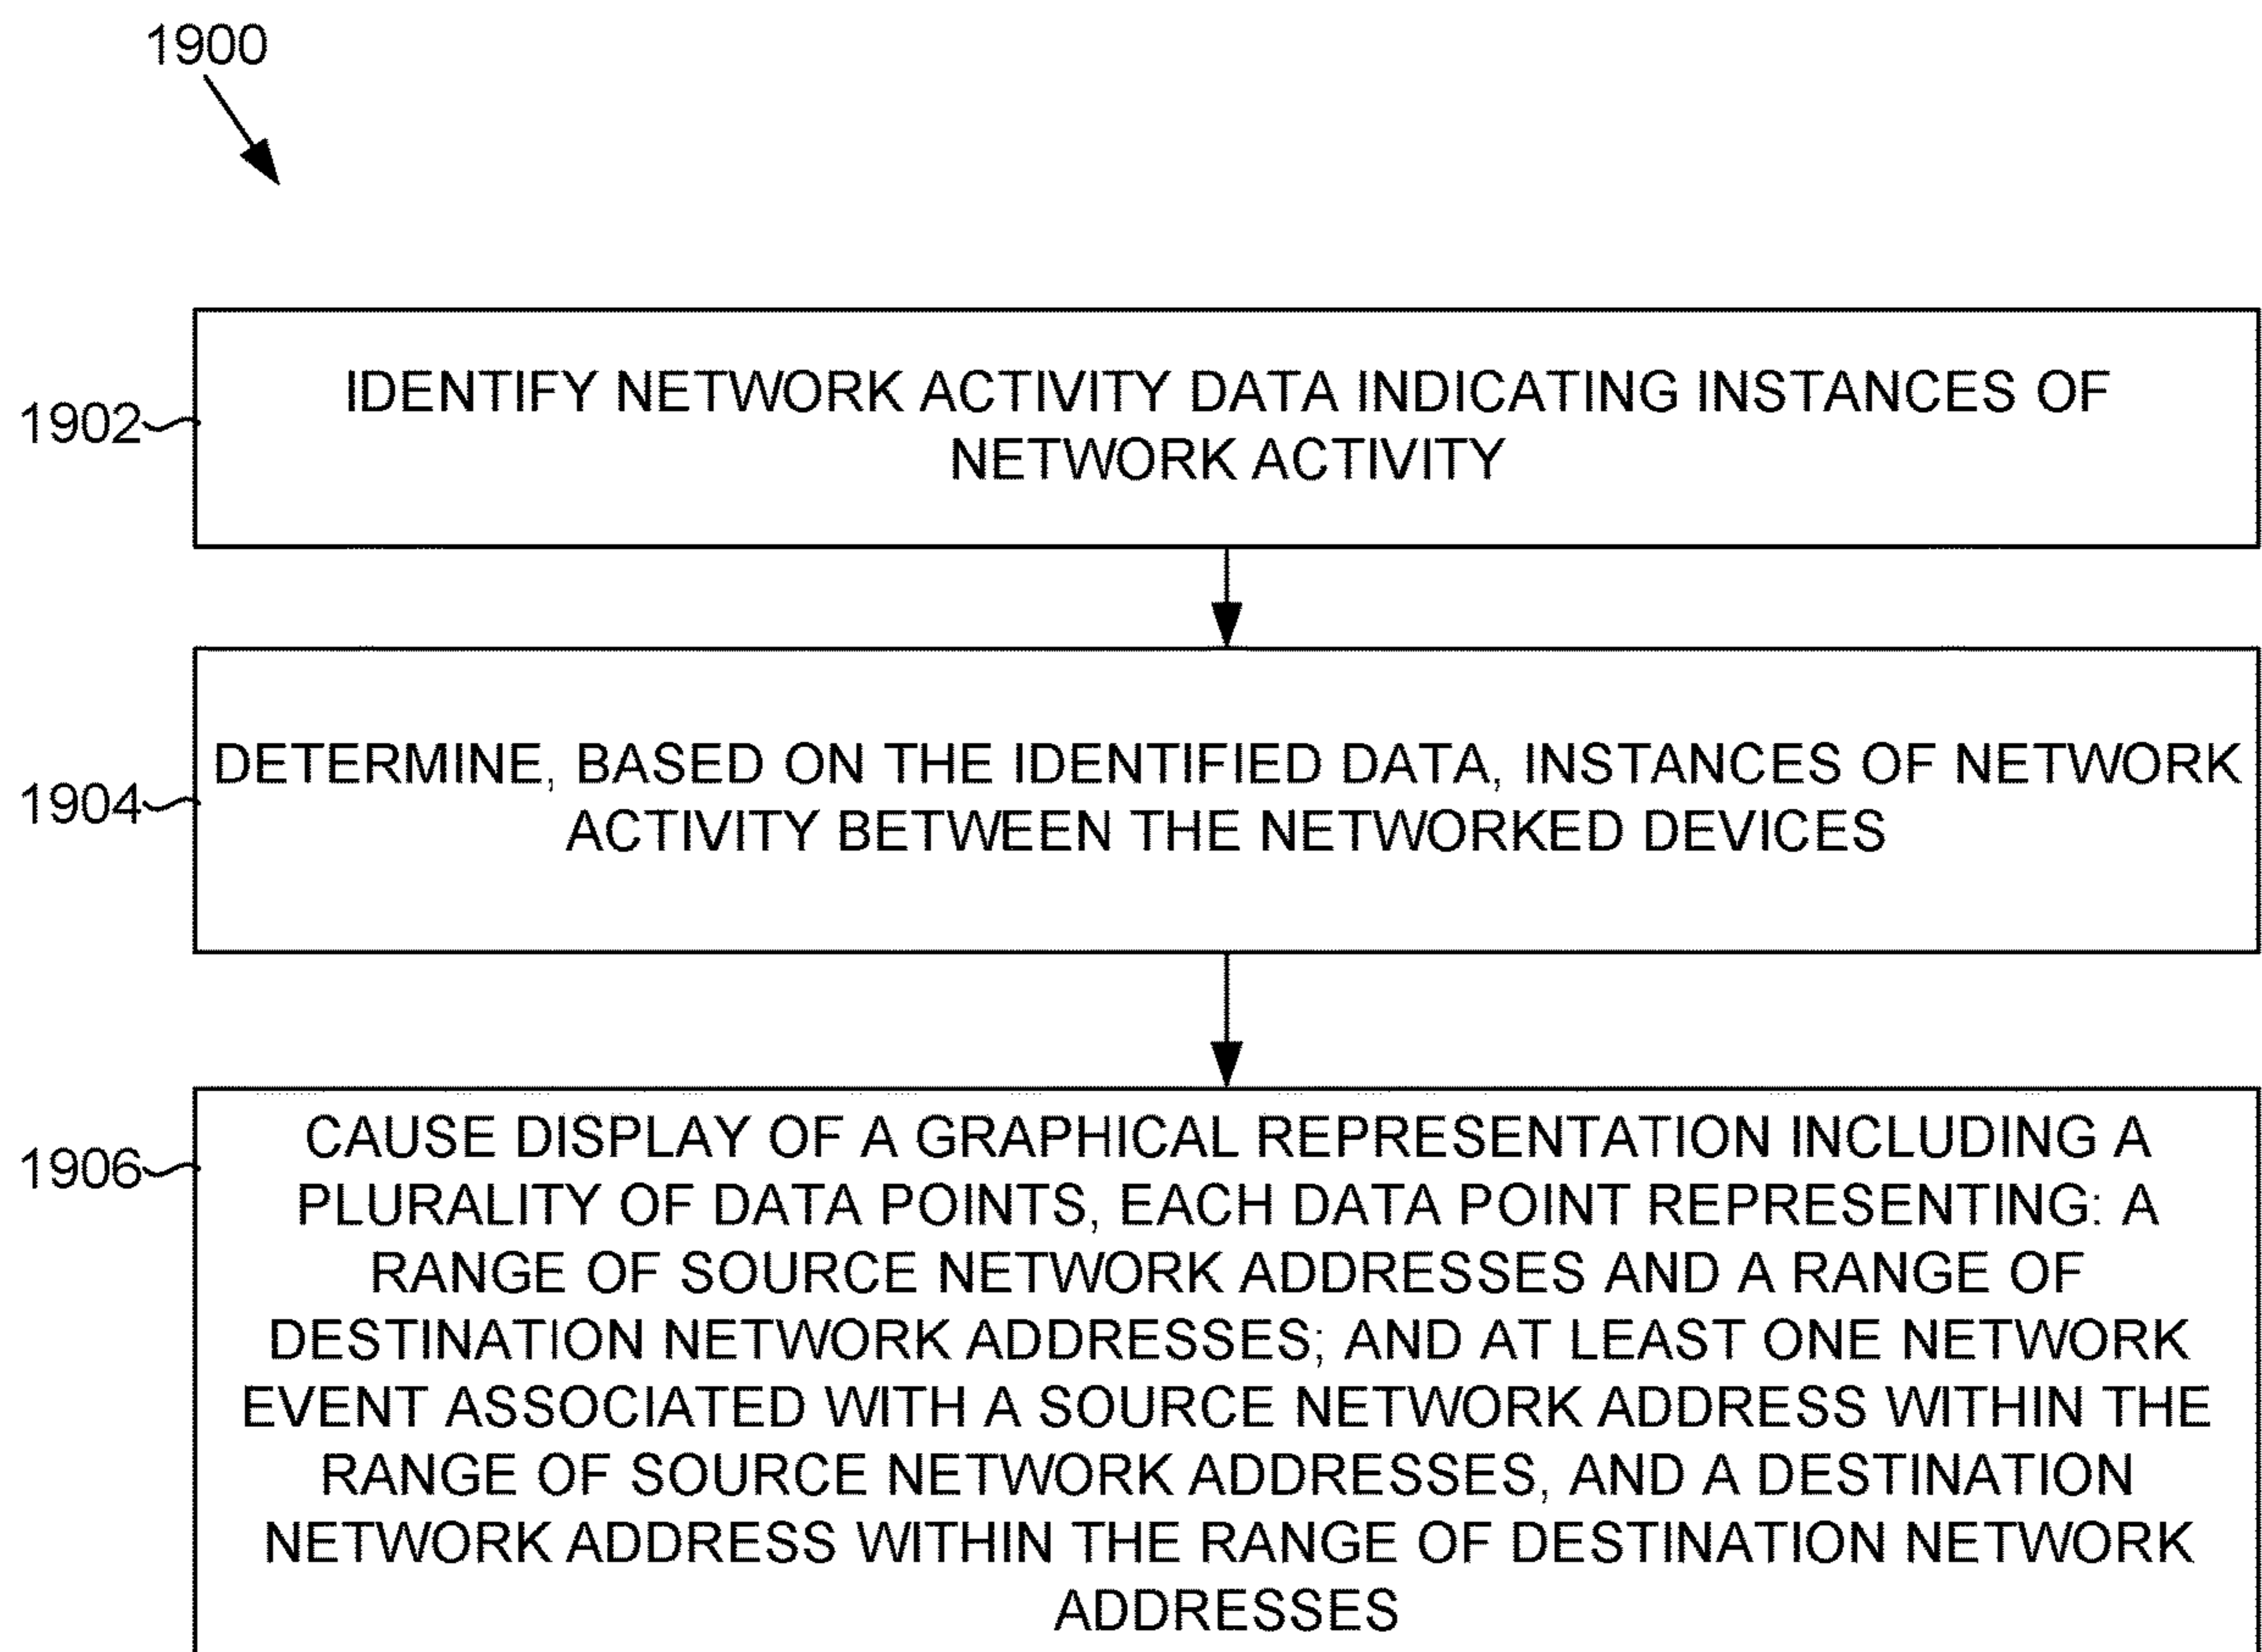 1900
1902
IDENTIFY NETWORK ACTIVITY DATA INDICATING INSTANCES OF
NETWORK ACTIVITY
1904
DETERMINE, BASED ON THE IDENTIFIED DATA, INSTANCES OF NETWORK
ACTIVITY BETWEEN THE NETWORKED DEVICES
1906
CAUSE DISPLAY OF A GRAPHICAL REPRESENTATION INCLUDING A
PLURALITY OF DATA POINTS, EACH DATA POINT REPRESENTING: A
RANGE OF SOURCE NETWORK ADDRESSES AND A RANGE OF
DESTINATION NETWORK ADDRESSES; AND AT LEAST ONE NETWORK
EVENT ASSOCIATED WITH A SOURCE NETWORK ADDRESS WITHIN THE
RANGE OF SOURCE NETWORK ADDRESSES, AND A DESTINATION
NETWORK ADDRESS WITHIN THE RANGE OF DESTINATION NETWORK
ADDRESSES